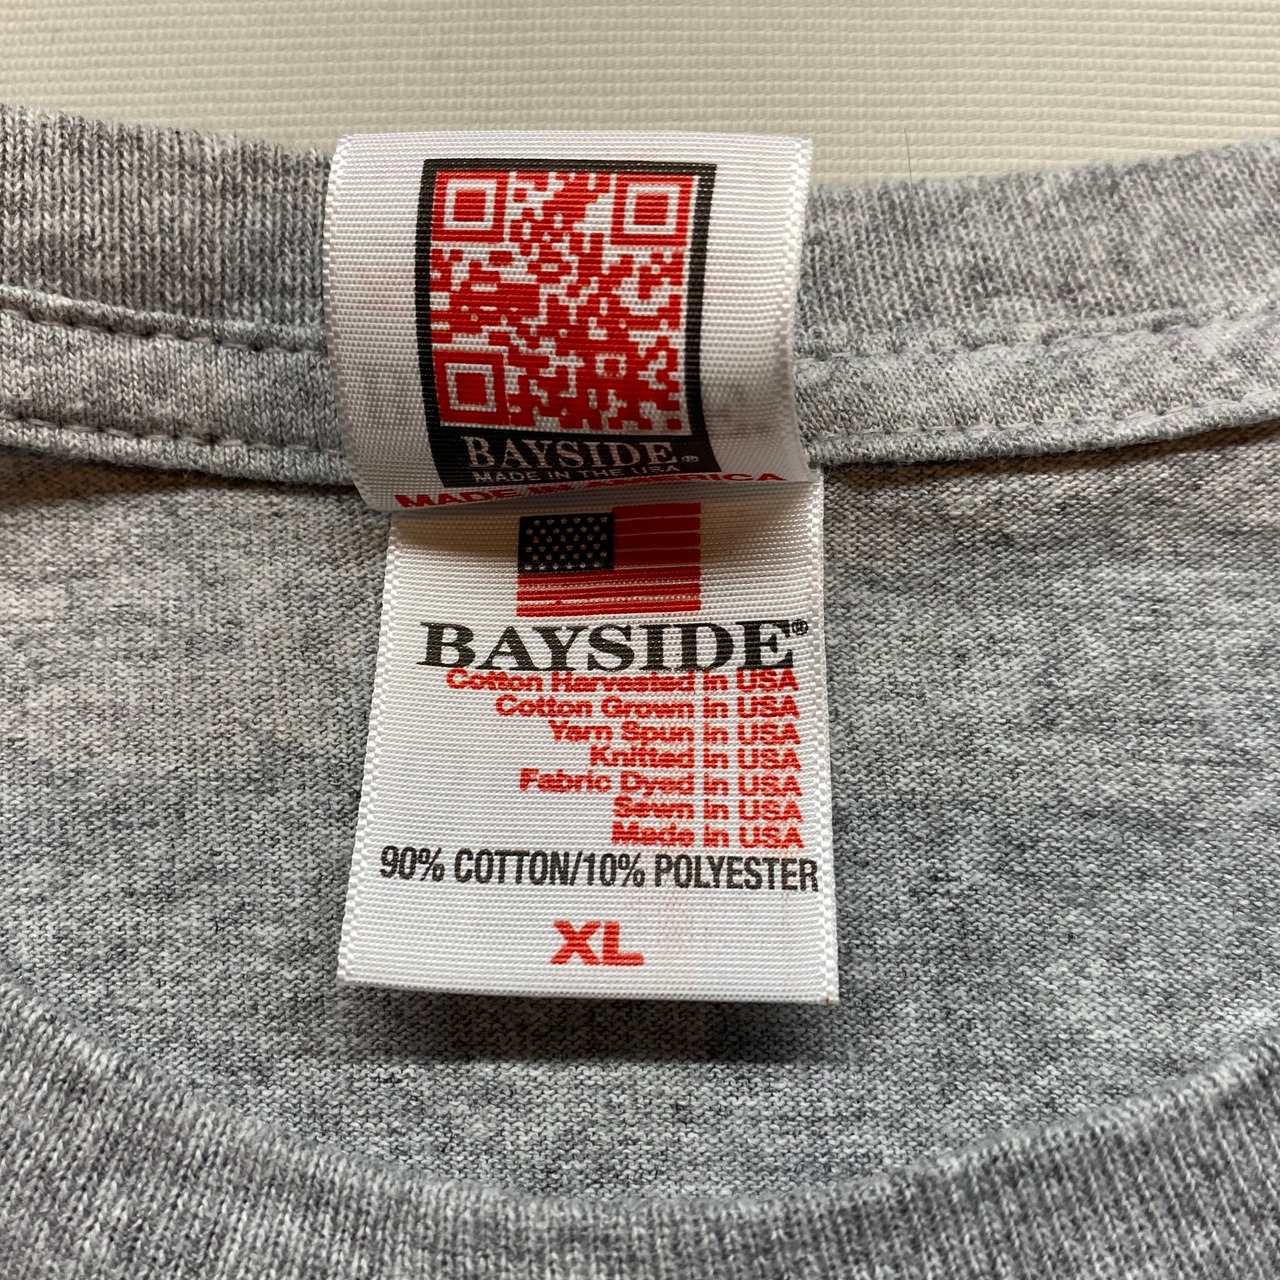 BAYSIDE®
MADE IN THE USA
MADE IN AMERICA
BAYSIDE®
Cotton Harvested in USA
Cotton Grown in USA
Yarn Spun in USA
Knitted in USA
Fabric Dyed in USA
Sewn in USA
Made in USA
90% COTTON/10% POLYESTER
XL